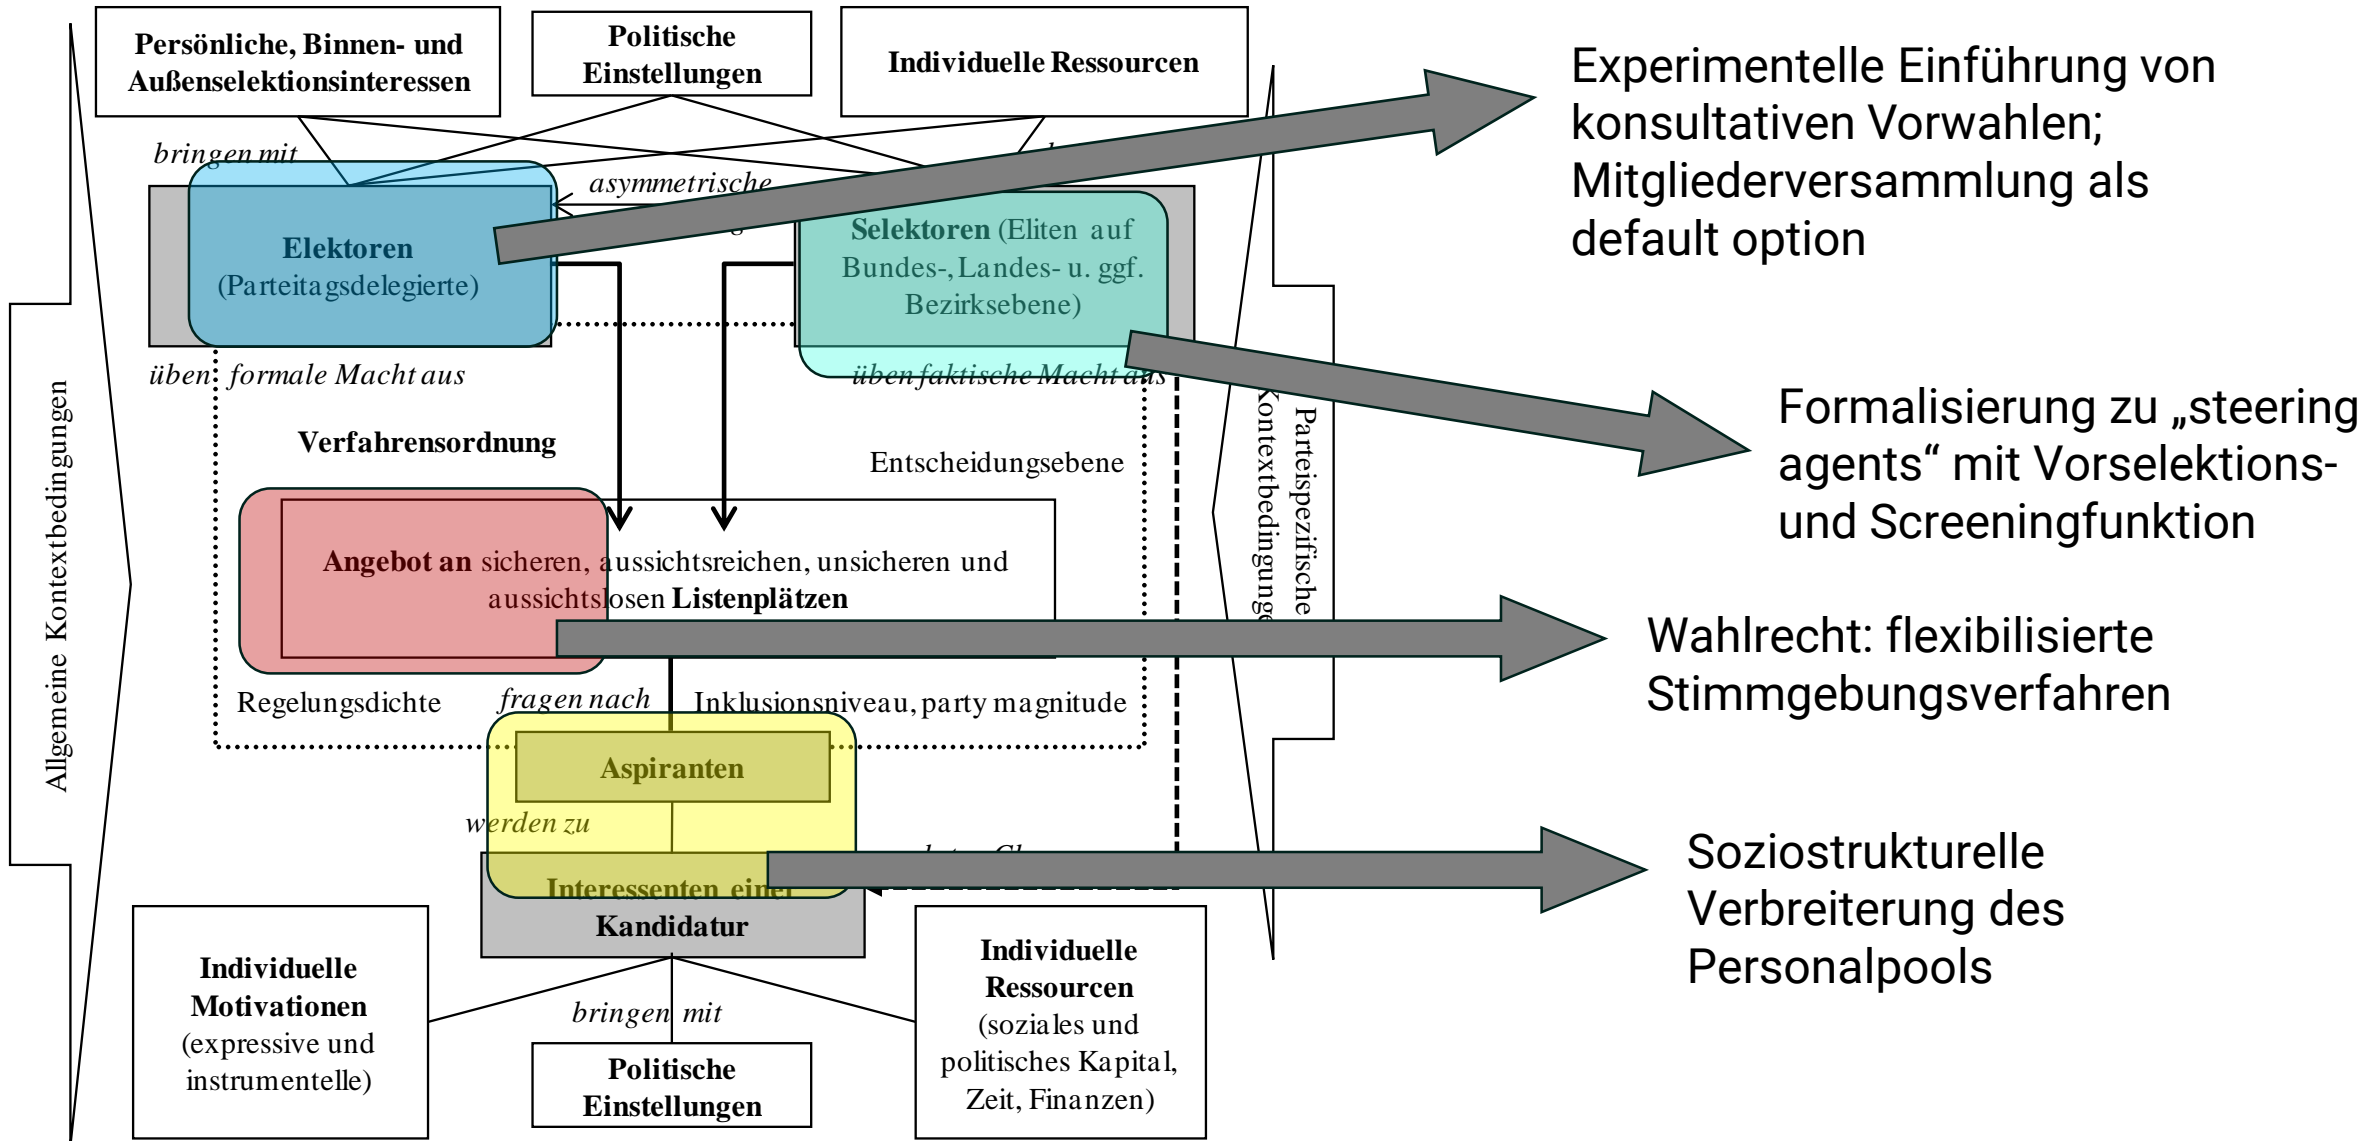 Persönliche, Binnen- und
Außenselektionsinteressen
Politische
Einstellungen
Individuelle Ressourcen
bringen mit
asymmetrische
Elektoren
(Parteitagsdelegierte)
Selektoren (Eliten auf
Bundes-, Landes- u. ggf.
Bezirksebene)
üben formale Macht aus
üben faktische Macht aus
Verfahrensordnung
Entscheidungsebene
Angebot an sicheren, aussichtsreichen, unsicheren und
aussichtslosen Listenplätzen
Regelungsdichte
fragen nach
Inklusionsniveau, party magnitude
Aspiranten
werden zu
Interessenten einer
Kandidatur
Individuelle
Motivationen
(expressive und
instrumentelle)
bringen mit
Politische
Einstellungen
Individuelle
Ressourcen
(soziales und
politisches Kapital,
Zeit, Finanzen)
Allgemeine Kontextbedingungen
Parteispezifische
Experimentelle Einführung von
konsultativen Vorwahlen;
Mitgliederversammlung als
default option
Formalisierung zu „steering
agents“ mit Vorselektions-
und Screeningfunktion
Wahlrecht: flexibilisierte
Stimmgebungsverfahren
Soziostrukturelle
Verbreiterung des
Personalpools